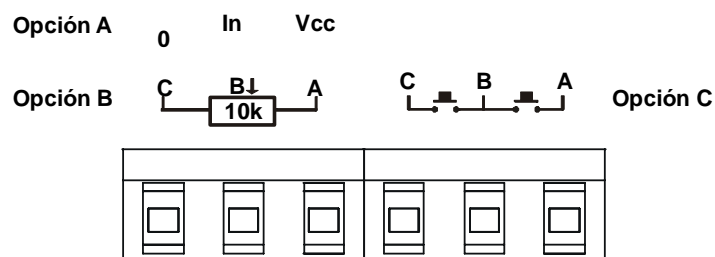 Opción A 0 In Vcc
Opción B C B A C B A Opción C
10k